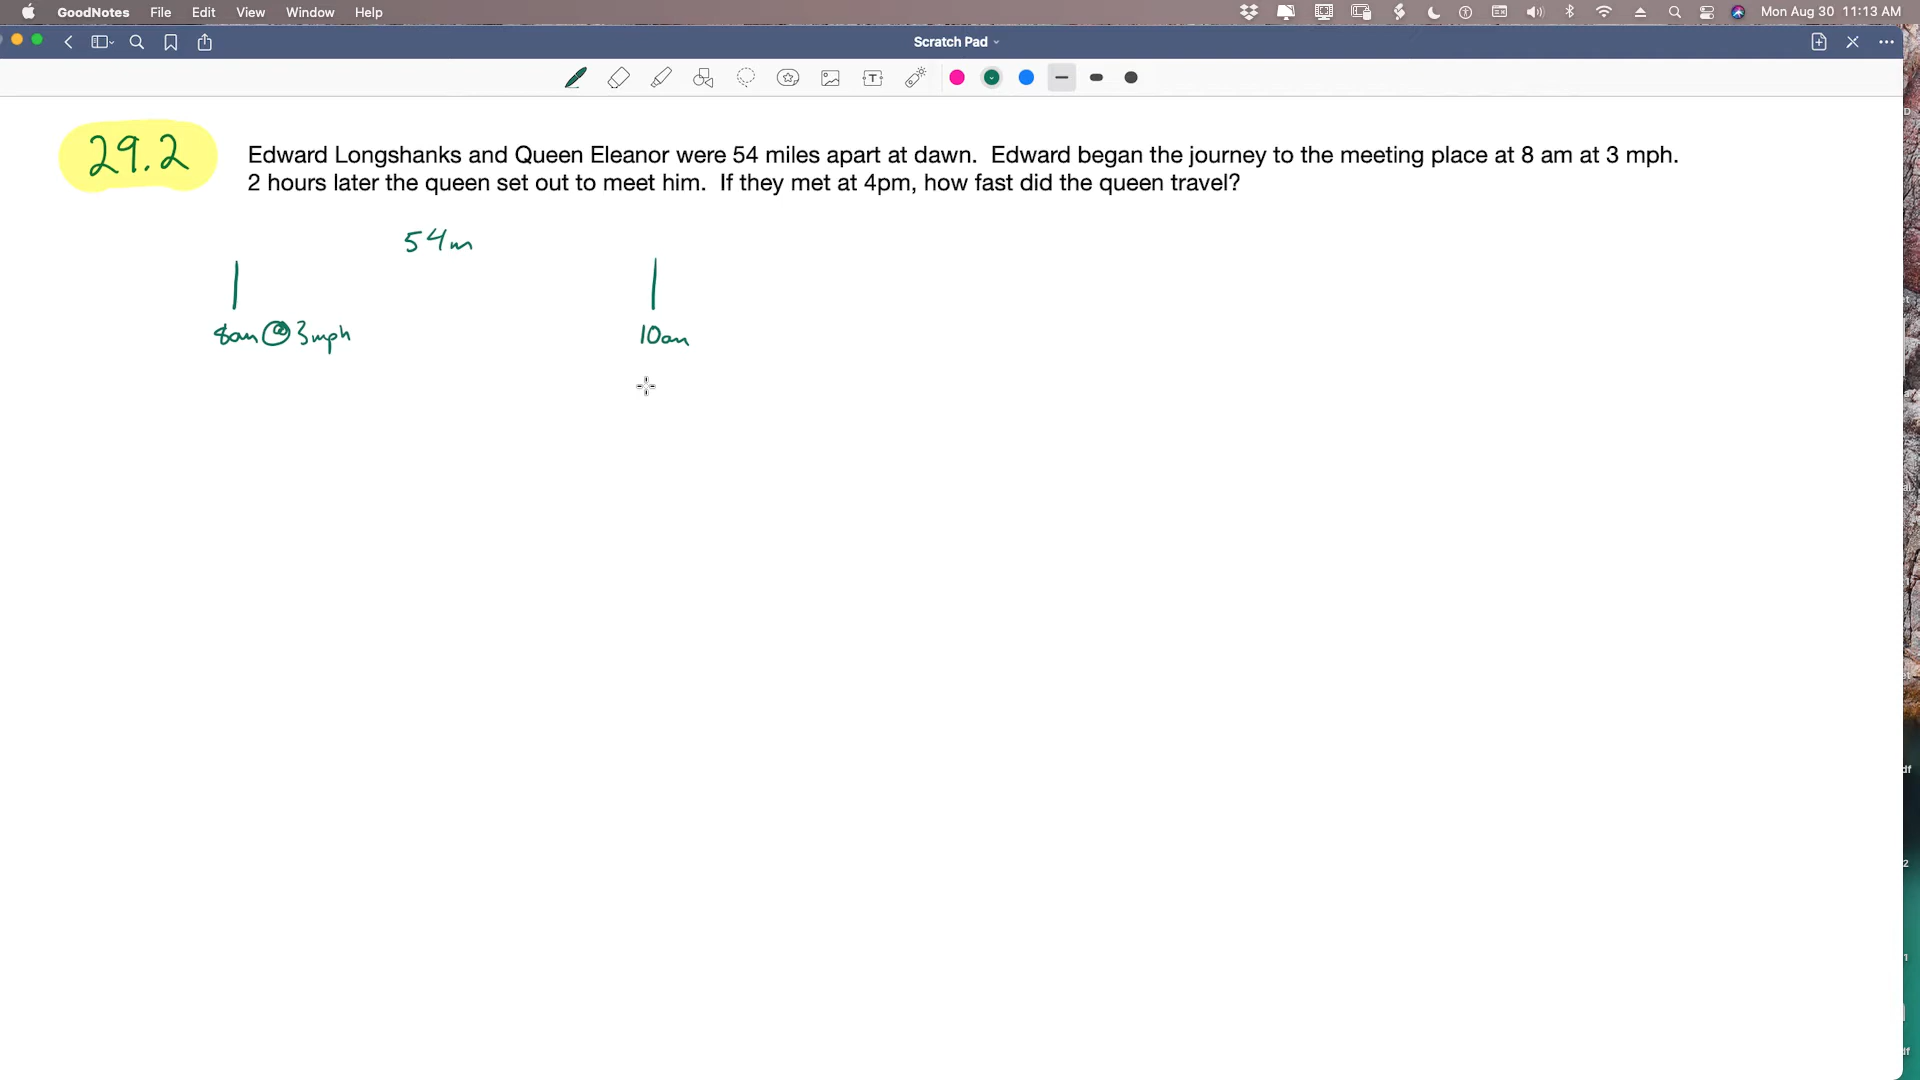 GoodNotes File Edit View Window Help Mon Aug 30 11:13 AM
Scratch Pad
29.2
Edward Longshanks and Queen Eleanor were 54 miles apart at dawn. Edward began the journey to the meeting place at 8 am at 3 mph.
2 hours later the queen set out to meet him. If they met at 4pm, how fast did the queen travel?
54m
8am @ 3mph 10am